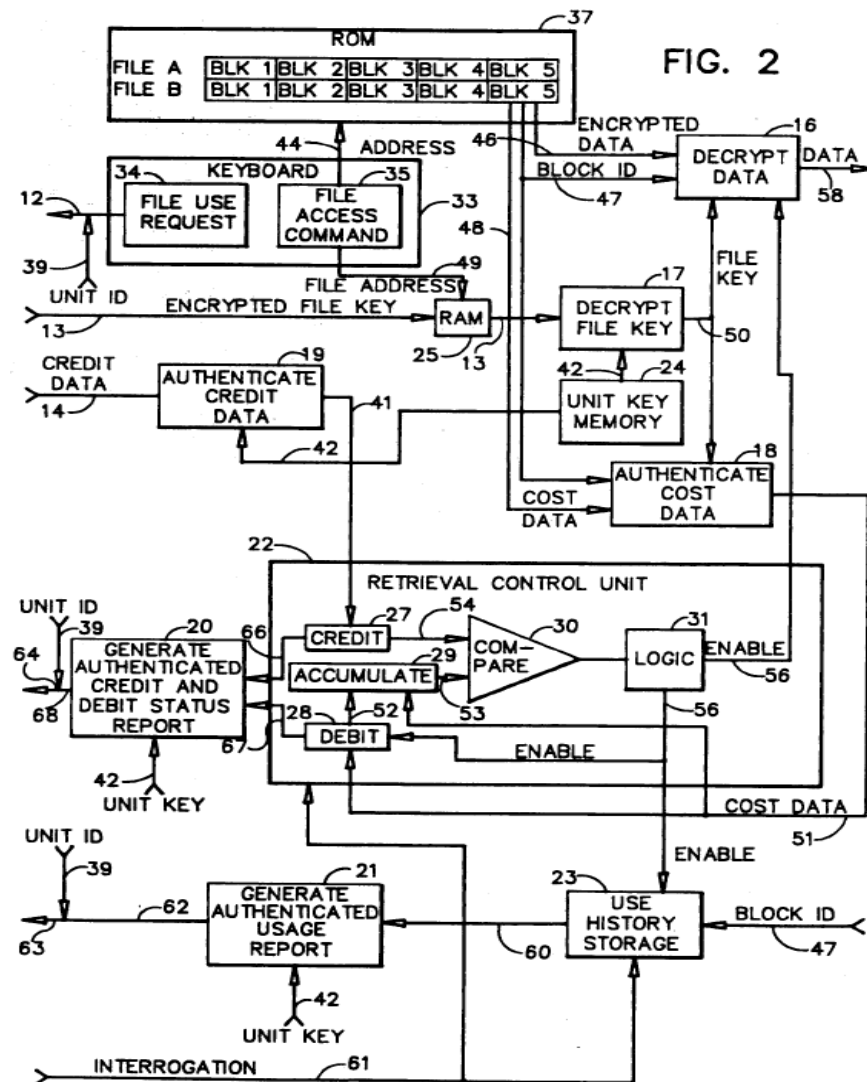 37
ROM
FIG. 2
FILE A BLK 1 BLK 2 BLK 3 BLK 4 BLK 5
FILE B BLK 1 BLK 2 BLK 3 BLK 4 BLK 5
44 ADDRESS
46
ENCRYPTED
DATA
16
DECRYPT
DATA
DATA
58
BLOCK ID
47
34 KEYBOARD 35
12
FILE USE
REQUEST
FILE
ACCESS
COMMAND
33
48
39
UNIT ID
49
FILE ADDRESS
17
FILE
KEY
ENCRYPTED FILE KEY
13
RAM
25
13
DECRYPT
FILE KEY
50
CREDIT
DATA
14
19
AUTHENTICATE
CREDIT
DATA
41
42
24
UNIT KEY
MEMORY
42
18
AUTHENTICATE
COST
DATA
COST
DATA
22
RETRIEVAL CONTROL UNIT
UNIT ID
39
20
GENERATE
AUTHENTICATED
CREDIT AND
DEBIT STATUS
REPORT
64
68
66
27
CREDIT
54
30
COM-
PARE
31
LOGIC
ENABLE
56
29
ACCUMULATE
53
56
28
52
67
DEBIT
ENABLE
42
UNIT KEY
COST DATA
51
UNIT ID
39
ENABLE
21
GENERATE
AUTHENTICATED
USAGE
REPORT
62
63
23
USE
HISTORY
STORAGE
60
BLOCK ID
47
42
UNIT KEY
INTERROGATION
61